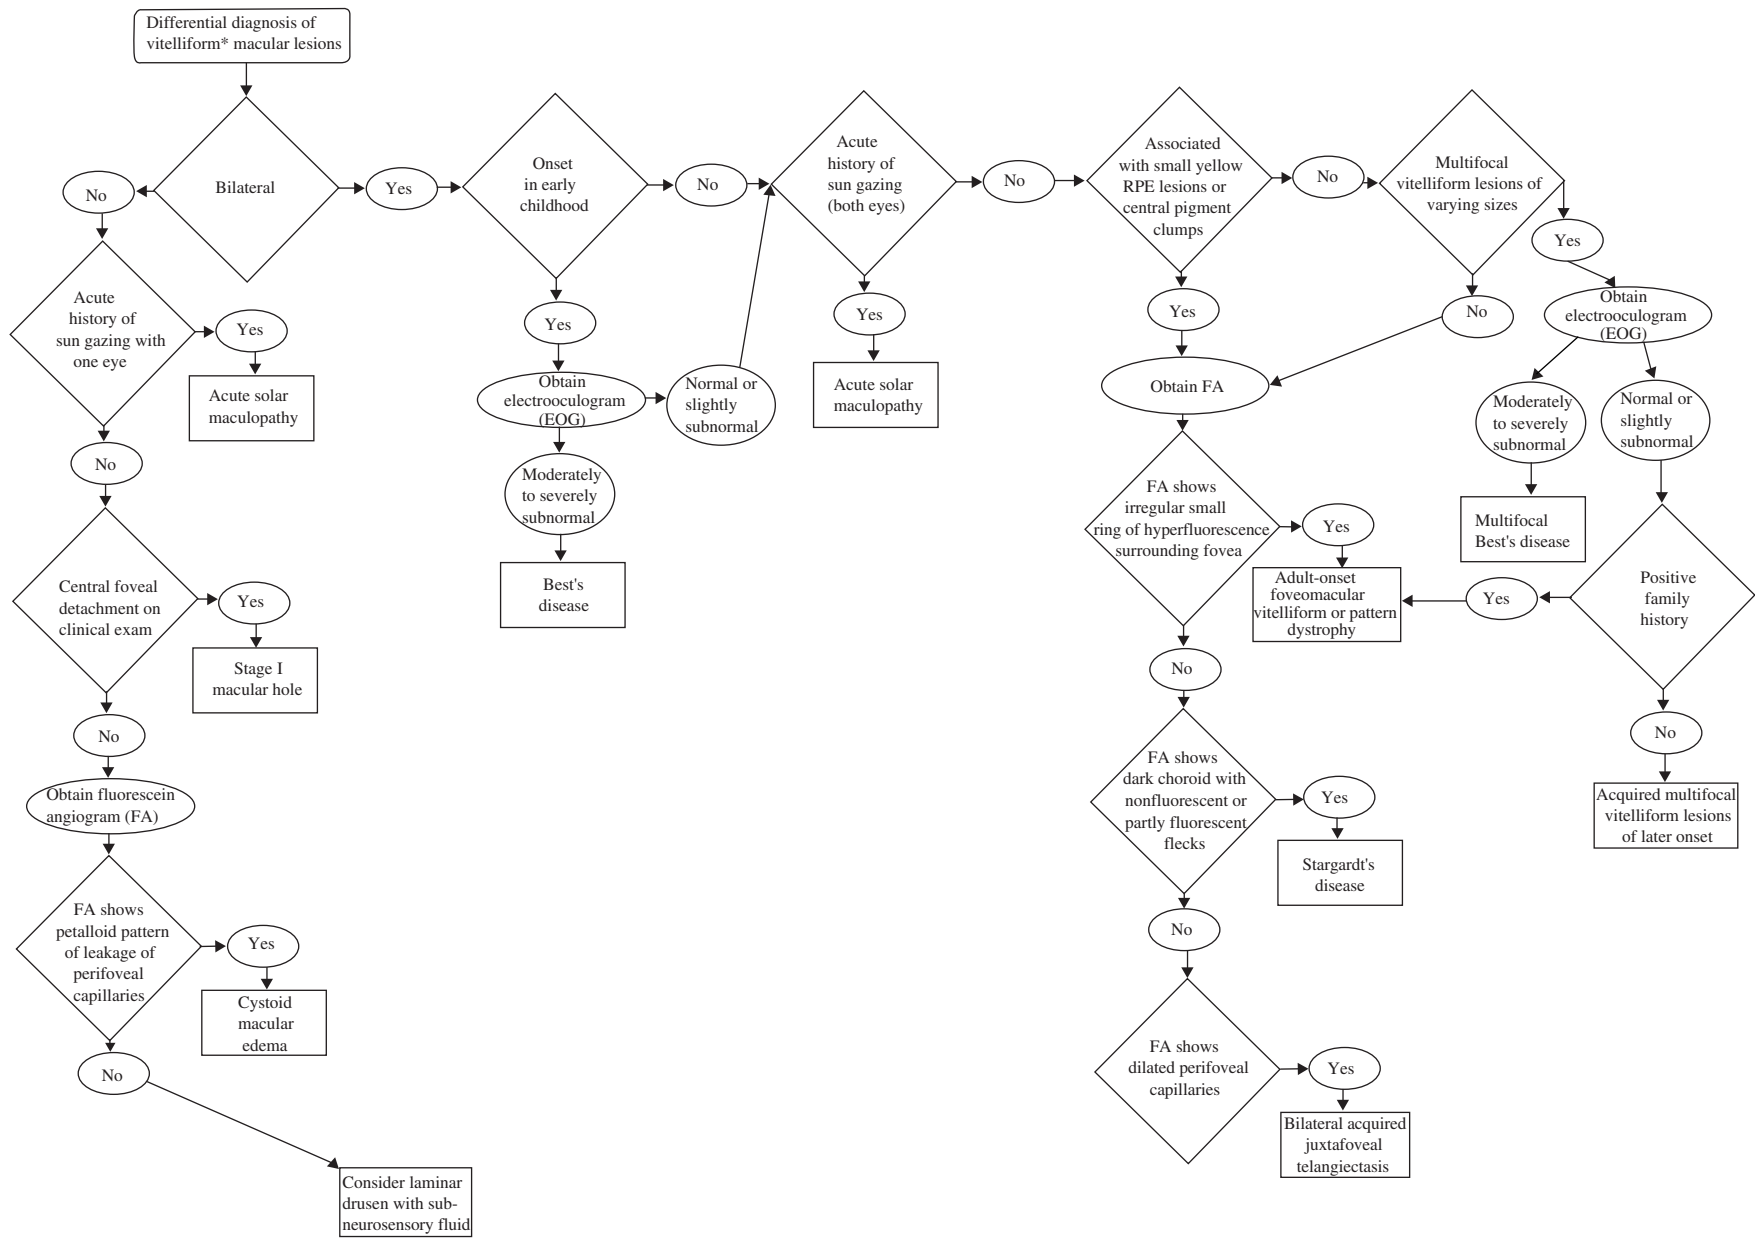 Differential diagnosis of
vitelliform* macular lesions
Bilateral
No
Acute
history of
sun gazing with
one eye
Yes
Acute solar
maculopathy
No
Central foveal
detachment on
clinical exam
Yes
Stage I
macular hole
No
Obtain fluorescein
angiogram (FA)
FA shows
petalloid pattern
of leakage of
perifoveal
capillaries
Yes
Cystoid
macular
edema
No
Consider laminar
drusen with sub-
neurosensory fluid
Yes
Onset
in early
childhood
Yes
Obtain
electrooculogram
(EOG)
Normal or
slightly
subnormal
Moderately
to severely
subnormal
Best's
disease
No
Acute
history of
sun gazing
(both eyes)
Yes
Acute solar
maculopathy
No
Associated
with small yellow
RPE lesions or
central pigment
clumps
Yes
Obtain FA
FA shows
irregular small
ring of hyperfluorescence
surrounding fovea
Yes
Adult-onset
foveomacular
vitelliform or pattern
dystrophy
No
FA shows
dark choroid with
nonfluorescent or
partly fluorescent
flecks
Yes
Stargardt's
disease
No
FA shows
dilated perifoveal
capillaries
Yes
Bilateral acquired
juxtafoveal
telangiectasis
No
Multifocal
vitelliform lesions of
varying sizes
No
Yes
Obtain
electrooculogram
(EOG)
Moderately
to severely
subnormal
Multifocal
Best's disease
Normal or
slightly
subnormal
Positive
family
history
Yes
No
Acquired multifocal
vitelliform lesions
of later onset